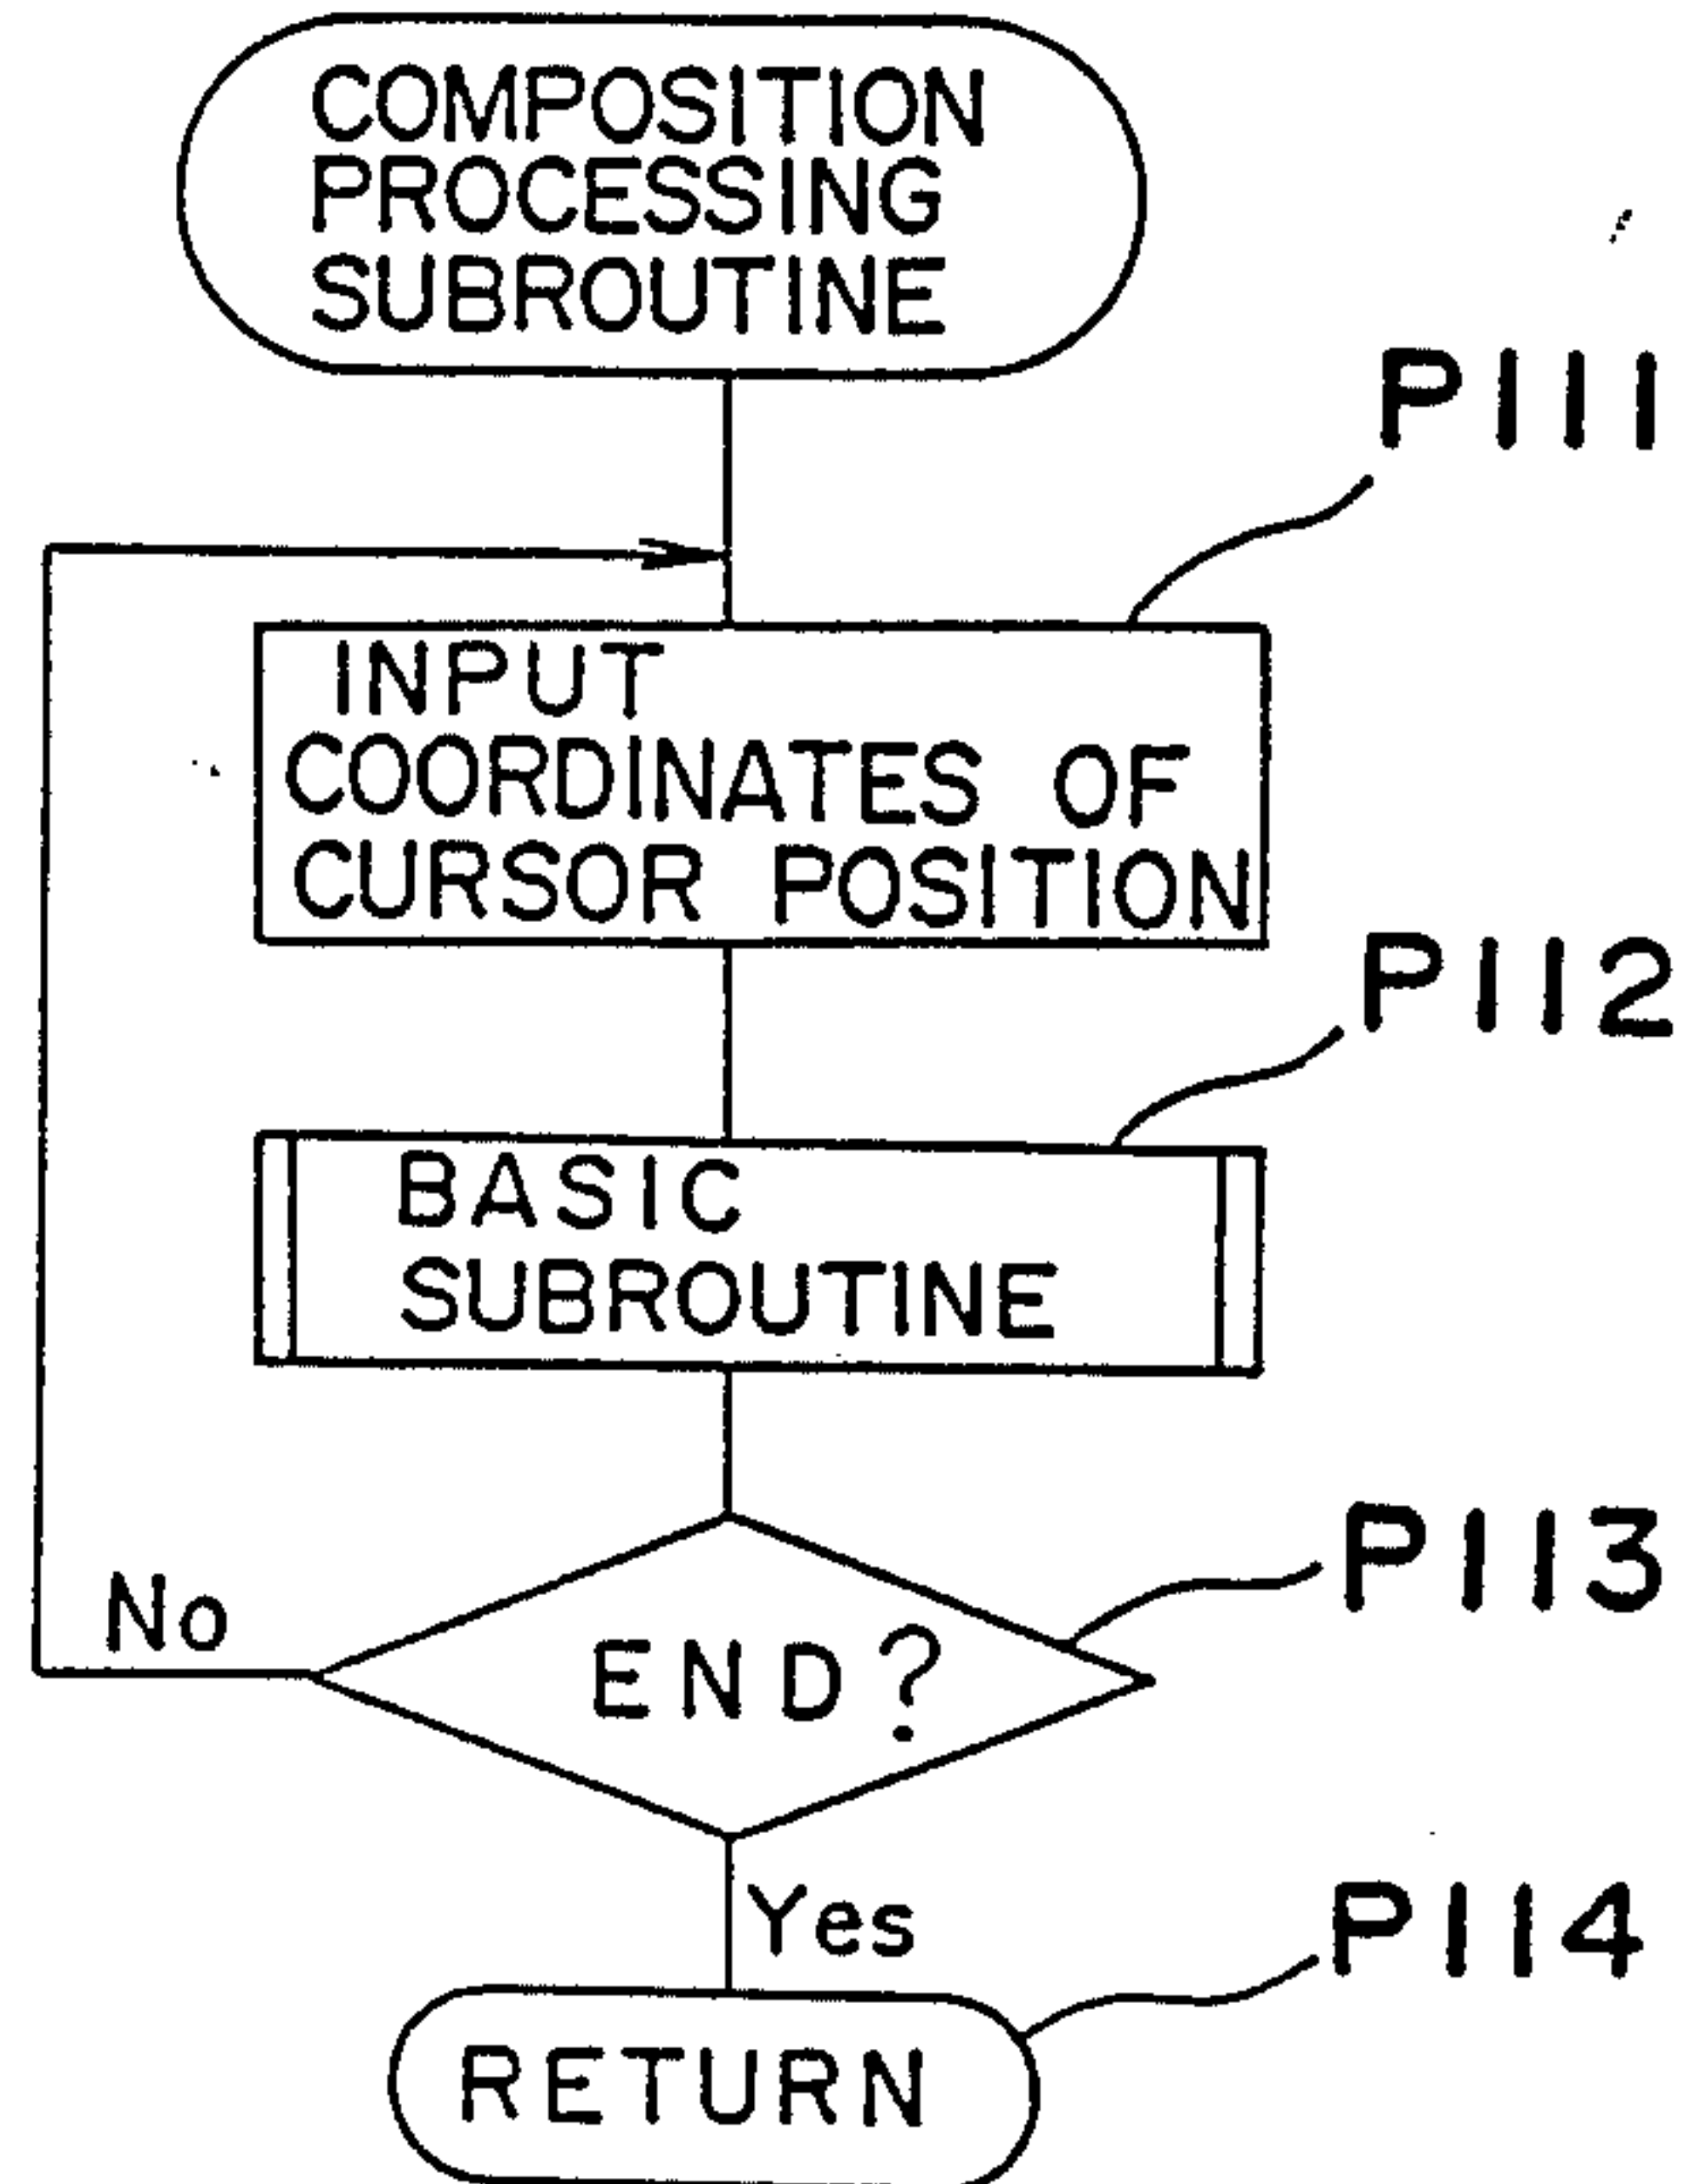 COMPOSITION
PROCESSING
SUBROUTINE
P111
INPUT
COORDINATES OF
CURSOR POSITION
P112
BASIC
SUBROUTINE
P113
No
END?
Yes
P114
RETURN